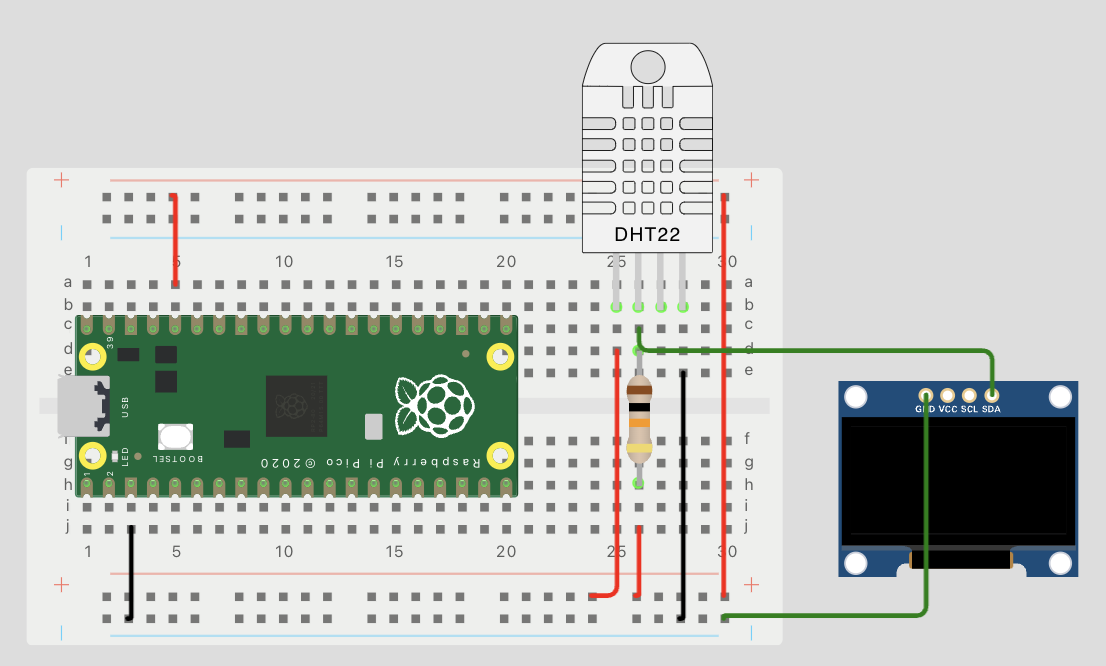 DHT22
+ +
1 5 10 15 20 25 30
a a
b b
c c
d d
e e
39
USB
GND VCC SCL SDA
f f
g g
h h
i i
j j
LED
BOOTSEL
Raspberry Pi Pico © 2020
1 2
1 5 10 15 20 25 30
+ +